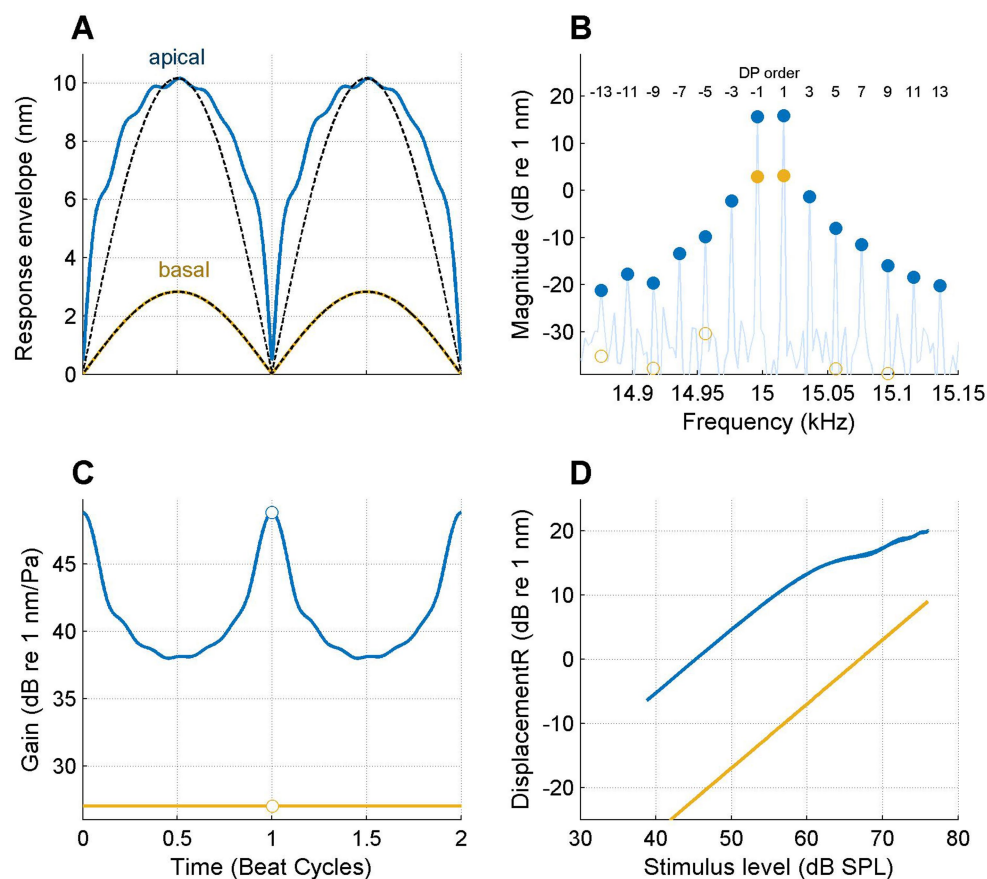 A
apical
basal
Response envelope (nm)
10
8
6
4
2
0
B
DP order
-13 -11 -9 -7 -5 -3 -1 1 3 5 7 9 11 13
Magnitude (dB re 1 nm)
20
10
0
-10
-20
-30
14.9 14.95 15 15.05 15.1 15.15
Frequency (kHz)
C
Gain (dB re 1 nm/Pa)
45
40
35
30
0 0.5 1 1.5 2
Time (Beat Cycles)
D
DisplacementR (dB re 1 nm)
20
10
0
-10
-20
30 40 50 60 70 80
Stimulus level (dB SPL)